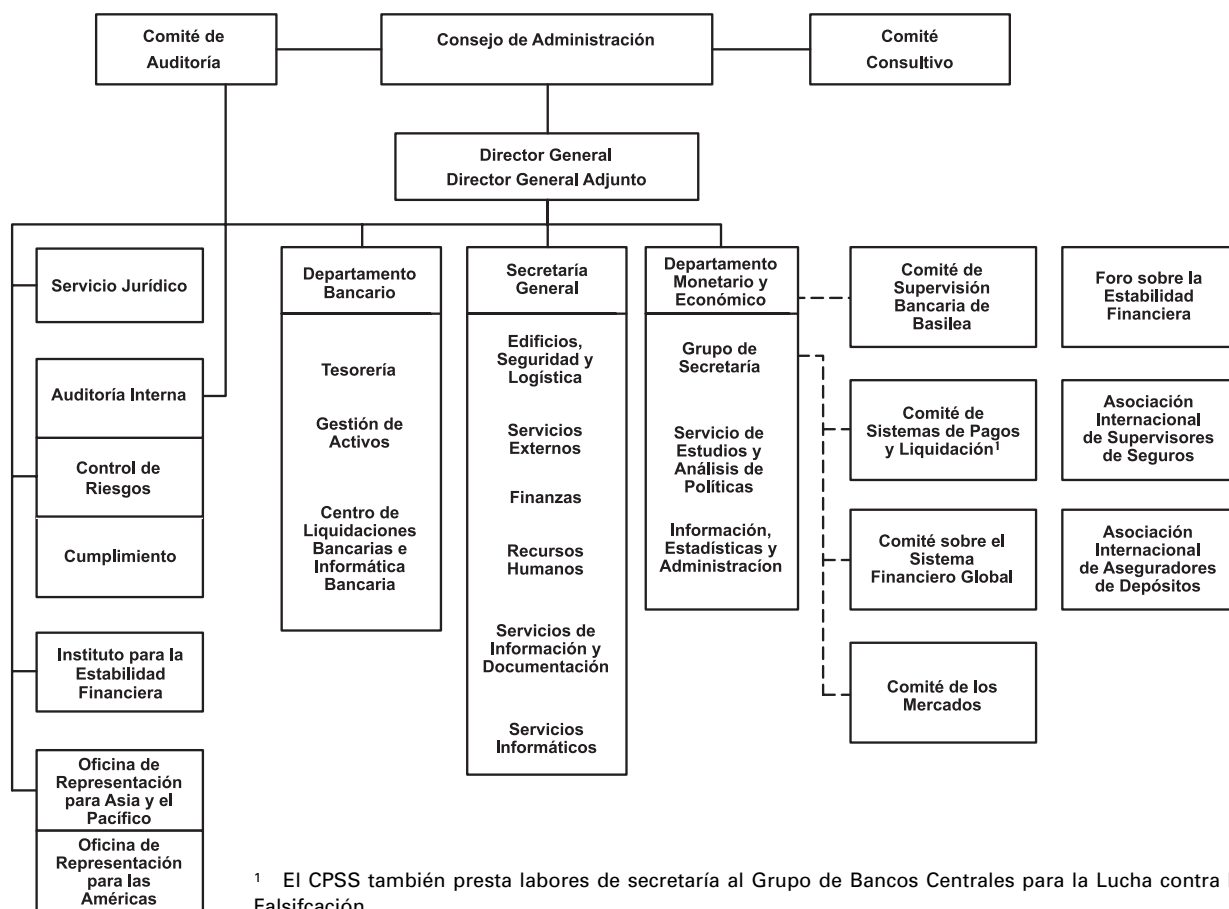 Comité de
Auditoría
Consejo de Administración
Comité
Consultivo
Director General
Director General Adjunto
Servicio Jurídico
Auditoría Interna
Control de
Riesgos
Cumplimiento
Instituto para la
Estabilidad
Financiera
Oficina de
Representación
para Asia y el
Pacífico
Oficina de
Representación
para las
Américas
Departamento
Bancario
Tesorería
Gestión de
Activos
Centro de
Liquidaciones
Bancarias e
Informática
Bancaria
Secretaría
General
Edificios,
Seguridad y
Logística
Servicios
Externos
Finanzas
Recursos
Humanos
Servicios de
Información y
Documentación
Servicios
Informáticos
Departamento
Monetario y
Económico
Grupo de
Secretaría
Servicio de
Estudios y
Análisis de
Políticas
Información,
Estadísticas y
Administracíon
Comité de
Supervisión
Bancaria de
Basilea
Foro sobre la
Estabilidad
Financiera
Comité de
Sistemas de Pagos
y Liquidación¹
Asociación
Internacional
de Supervisores
de Seguros
Comité sobre el
Sistema
Financiero Global
Asociación
Internacional
de Aseguradores
de Depósitos
Comité de los
Mercados
¹ El CPSS también presta labores de secretaría al Grupo de Bancos Centrales para la Lucha contra
Falsifcación